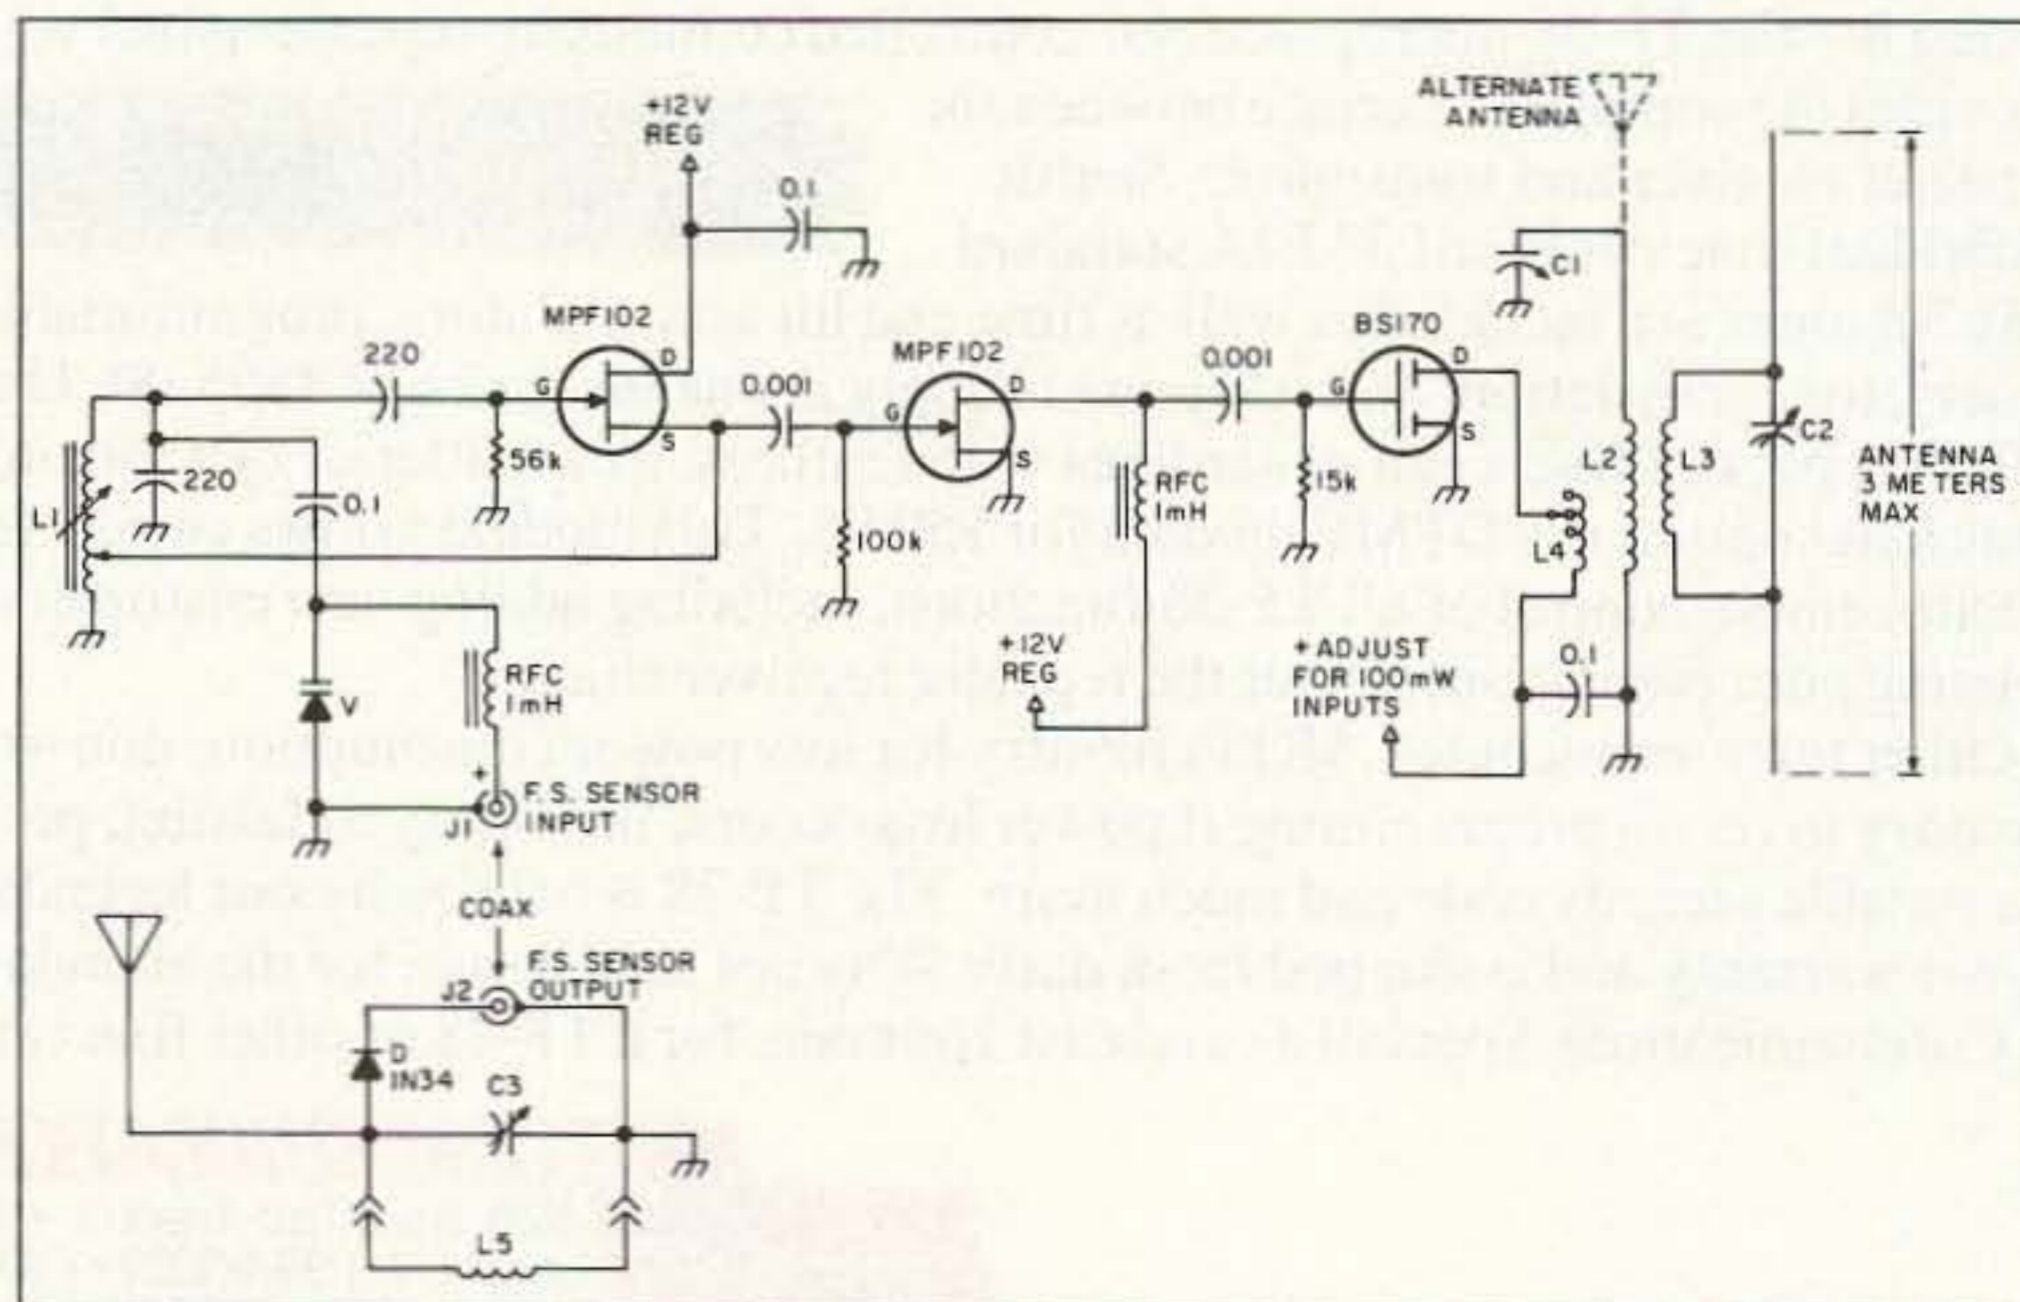 +12V
REG
0.1
ALTERNATE
ANTENNA
C1
MPF102
D
G
S
220
56k
0.001
MPF102
D
G
S
100k
0.001
BS170
D
G
S
15k
RFC
1mH
+12V
REG
L1
220
0.1
L2
L3
L4
C2
ANTENNA
3 METERS
MAX
+ ADJUST
FOR 100mW
INPUTS
0.1
V
RFC
1mH
+
J1
F.S. SENSOR
INPUT
COAX
J2
F.S. SENSOR
OUTPUT
D
1N34
C3
L5